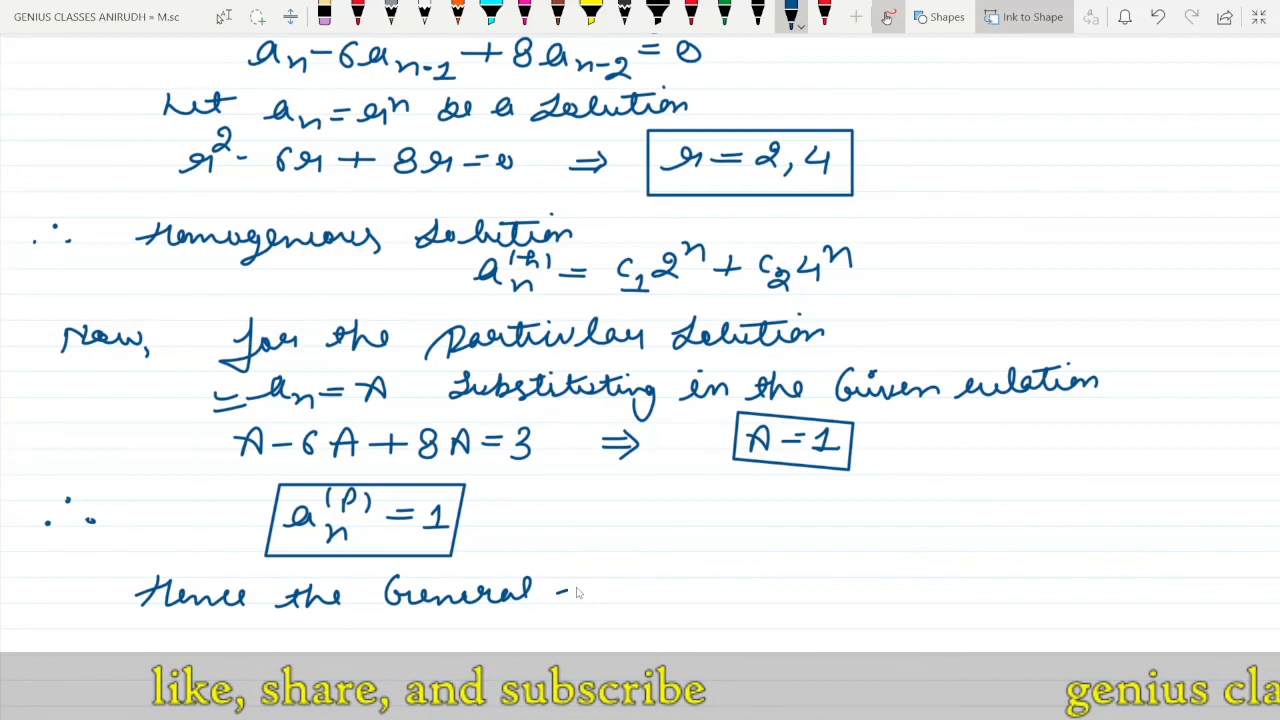 GENIUS CLASSES ANIRUDH » M.sc
Shapes
Ink to Shape
aₙ - 6aₙ₋₁ + 8aₙ₋₂ = 0
Let aₙ = rⁿ be a solution
r² - 6r + 8r = 0 ⇒ r = 2, 4
∴ Homogenious Solution
aₙ⁽ʰ⁾ = c₁2ⁿ + c₂4ⁿ
Now, for the particular solution
aₙ = A Substituting in the Given relation
A - 6A + 8A = 3 ⇒ A = 1
∴ aₙ⁽ᵖ⁾ = 1
Hence the General -
like, share, and subscribe
genius cla